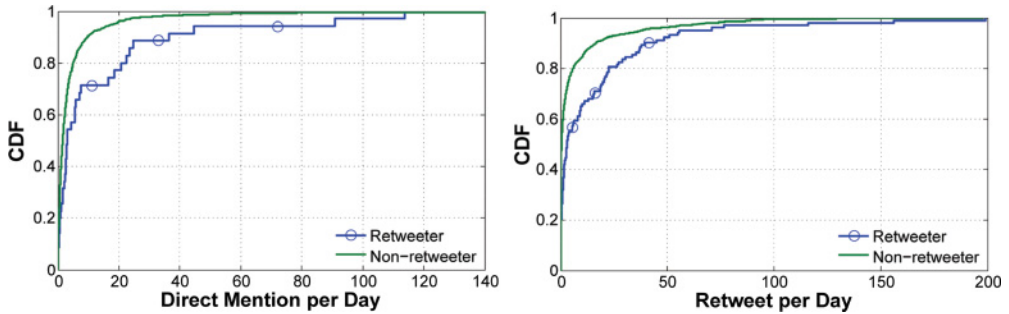 1
0.8
0.6
0.4
0.2
0
CDF
Retweeter
Non-retweeter
0 20 40 60 80 100 120 140
Direct Mention per Day
1
0.8
0.6
0.4
0.2
0
CDF
Retweeter
Non-retweeter
0 50 100 150 200
Retweet per Day